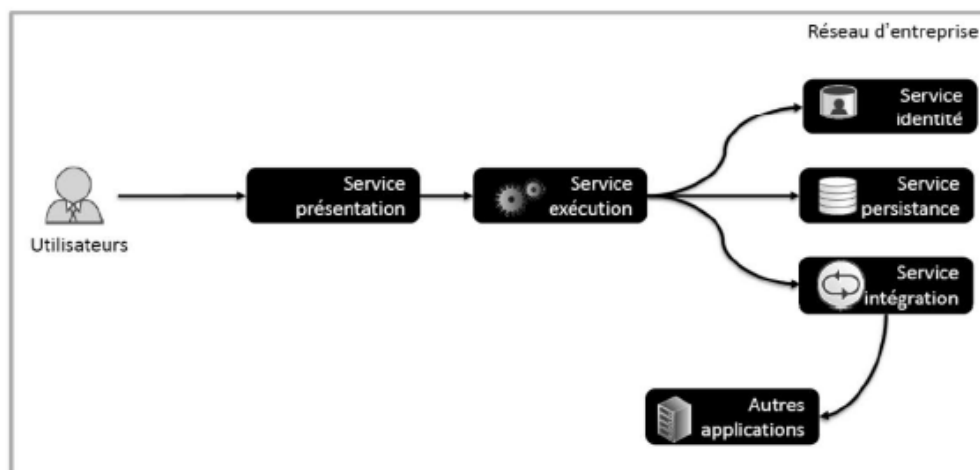 Réseau d'entreprise
Service
identité
Service
présentation
Service
exécution
Service
persistance
Utilisateurs
Service
intégration
Autres
applications